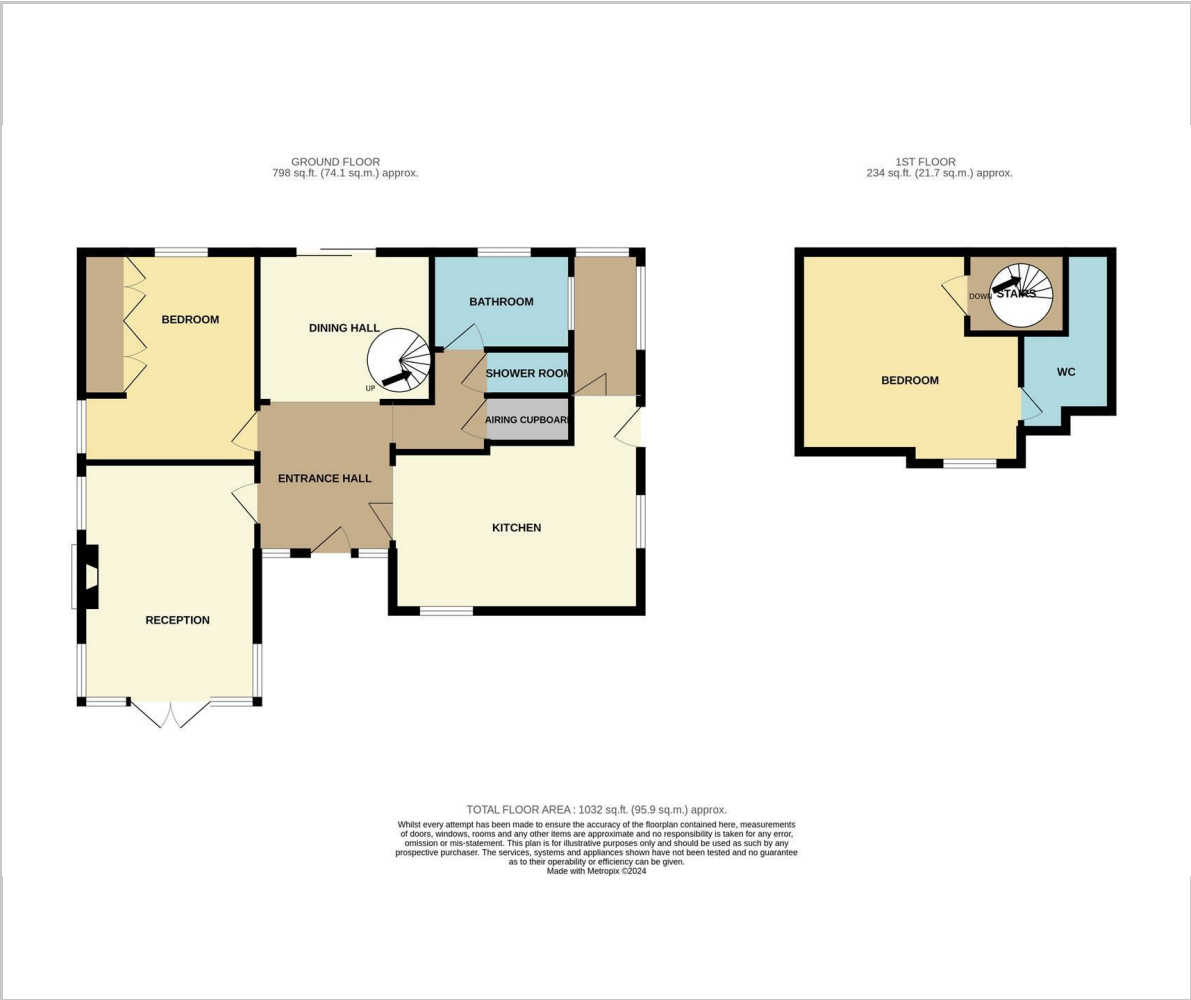 GROUND FLOOR
798 sq.ft. (74.1 sq.m.) approx.
1ST FLOOR
234 sq.ft. (21.7 sq.m.) approx.
BEDROOM
DINING HALL
UP
BATHROOM
SHOWER ROOM
AIRING CUPBOARD
ENTRANCE HALL
KITCHEN
RECEPTION
DOWN
STAIRS
BEDROOM
WC
TOTAL FLOOR AREA : 1032 sq.ft. (95.9 sq.m.) approx.
Whilst every attempt has been made to ensure the accuracy of the floorplan contained here, measurements
of doors, windows, rooms and any other items are approximate and no responsibility is taken for any error,
omission or mis-statement. This plan is for illustrative purposes only and should be used as such by any
prospective purchaser. The services, systems and appliances shown have not been tested and no guarantee
as to their operability or efficiency can be given.
Made with Metropix ©2024